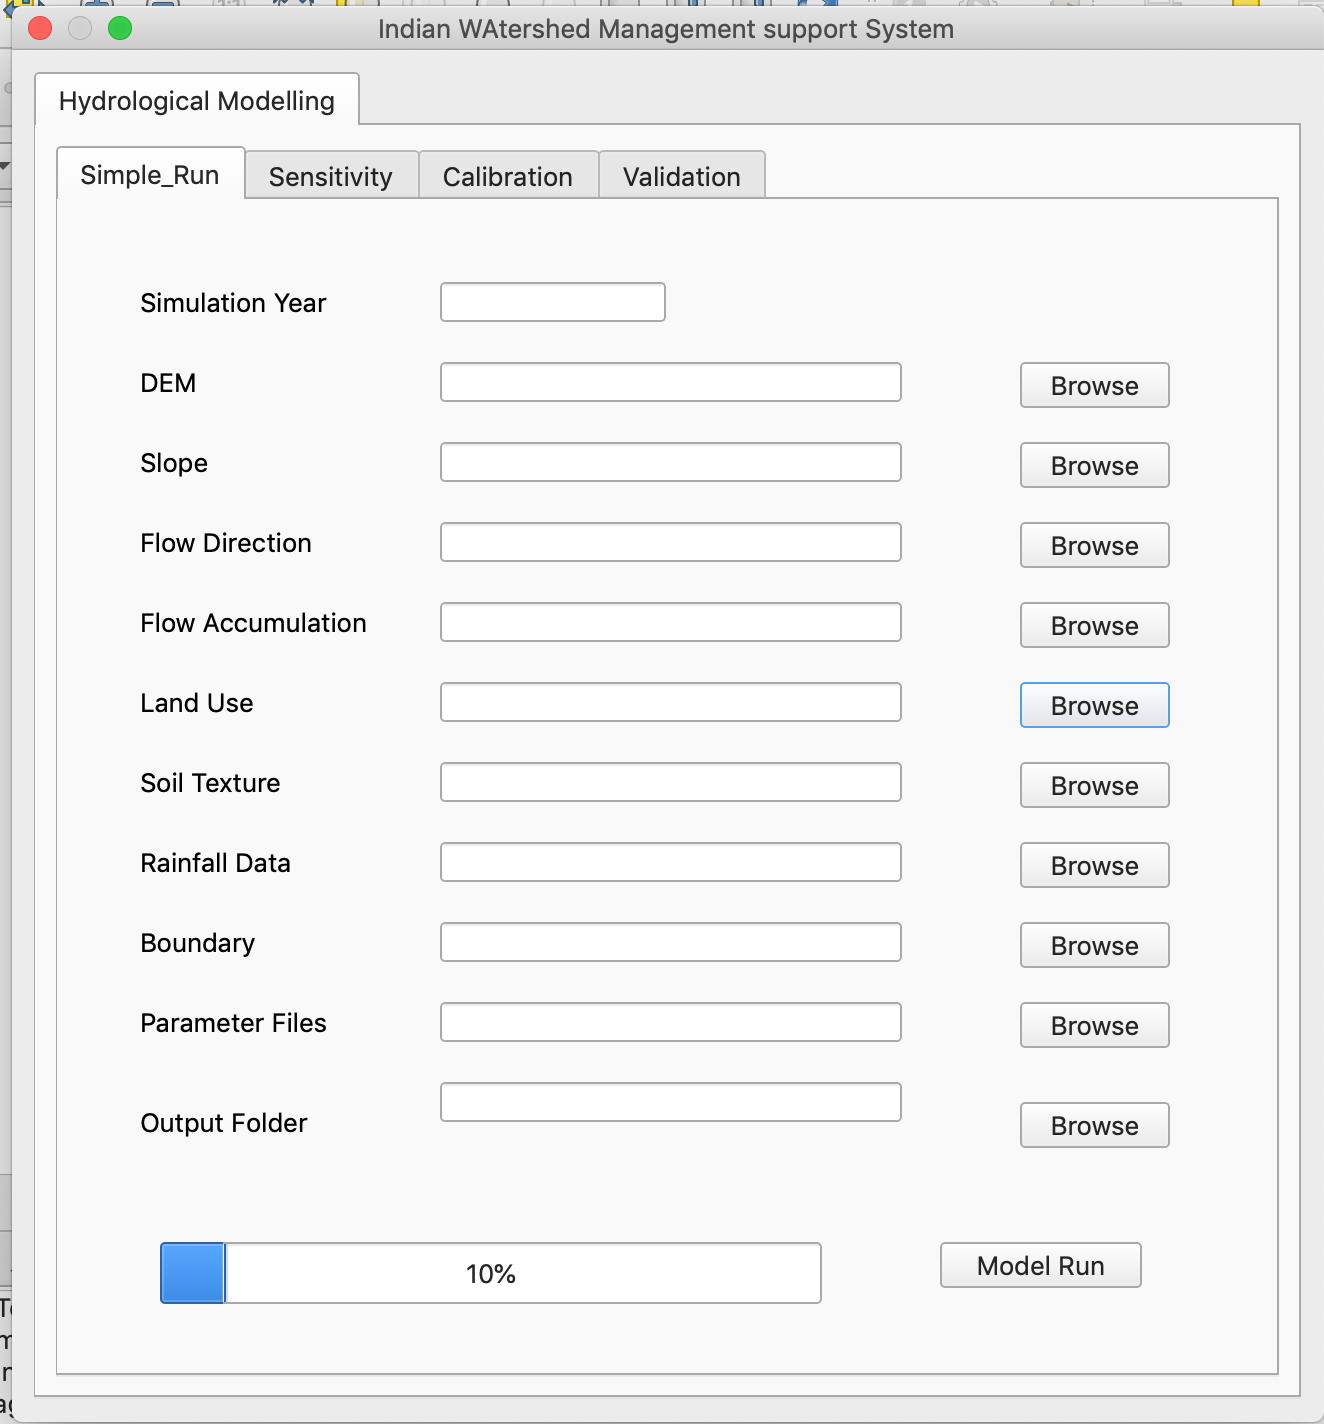 Indian WAtershed Management support System
Hydrological Modelling
Simple_Run Sensitivity Calibration Validation
Simulation Year
DEM Browse
Slope Browse
Flow Direction Browse
Flow Accumulation Browse
Land Use Browse
Soil Texture Browse
Rainfall Data Browse
Boundary Browse
Parameter Files Browse
Output Folder Browse
10% Model Run